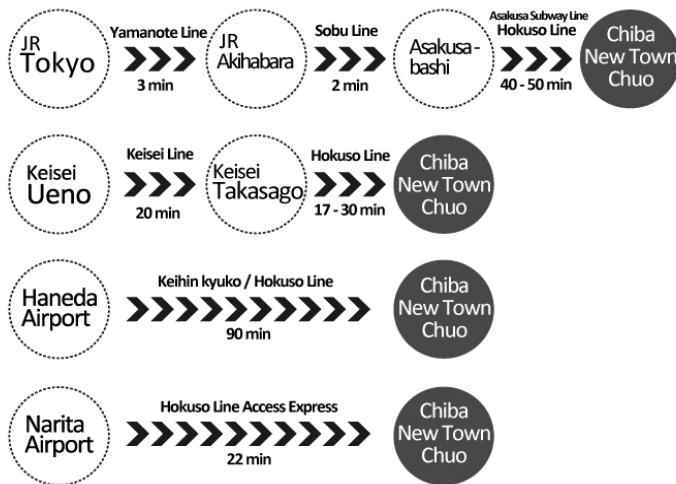 JR
Tokyo
Yamanote Line
3 min
JR
Akihabara
Sobu Line
2 min
Asakusa-
bashi
Asakusa Subway Line
Hokuso Line
40 - 50 min
Chiba
New Town
Chuo
Keisei
Ueno
Keisei Line
20 min
Keisei
Takasago
Hokuso Line
17 - 30 min
Chiba
New Town
Chuo
Haneda
Airport
Keihin kyuko / Hokuso Line
90 min
Chiba
New Town
Chuo
Narita
Airport
Hokuso Line Access Express
22 min
Chiba
New Town
Chuo